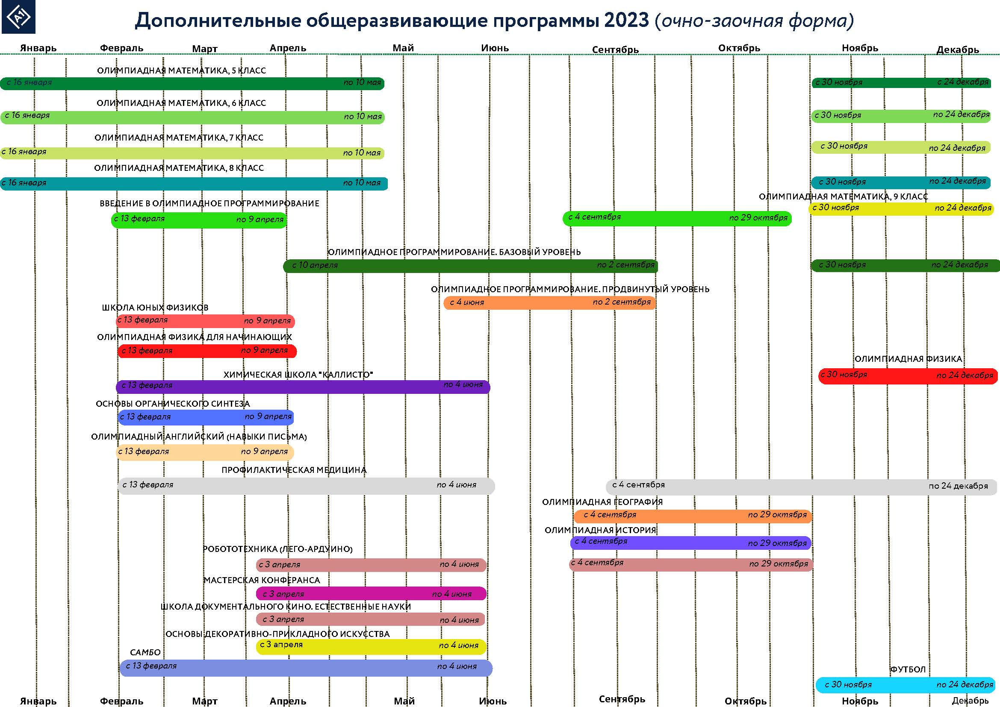 A1
Дополнительные общеразвивающие программы 2023 (очно-заочная форма)
Январь Февраль Март Апрель Май Июнь Сентябрь Октябрь Ноябрь Декабрь
ОЛИМПИАДНАЯ МАТЕМАТИКА, 5 КЛАСС
с 16 января по 10 мая с 30 ноября с 24 декабря
ОЛИМПИАДНАЯ МАТЕМАТИКА, 6 КЛАСС
с 16 января по 10 мая с 30 ноября по 24 декабря
ОЛИМПИАДНАЯ МАТЕМАТИКА, 7 КЛАСС
с 16 января по 10 мая с 30 ноября по 24 декабря
ОЛИМПИАДНАЯ МАТЕМАТИКА, 8 КЛАСС
с 16 января по 10 мая с 30 ноября по 24 декабря
ОЛИМПИАДНАЯ МАТЕМАТИКА, 9 КЛАСС
с 30 ноября по 24 декабря
ВВЕДЕНИЕ В ОЛИМПИАДНОЕ ПРОГРАММИРОВАНИЕ
с 13 февраля по 9 апреля с 4 сентября по 29 октября
ОЛИМПИАДНОЕ ПРОГРАММИРОВАНИЕ. БАЗОВЫЙ УРОВЕНЬ
с 10 апреля по 2 сентября с 30 ноября по 24 декабря
ОЛИМПИАДНОЕ ПРОГРАММИРОВАНИЕ. ПРОДВИНУТЫЙ УРОВЕНЬ
с 4 июня по 2 сентября
ШКОЛА ЮНЫХ ФИЗИКОВ
с 13 февраля по 9 апреля
ОЛИМПИАДНАЯ ФИЗИКА ДЛЯ НАЧИНАЮЩИХ
с 13 февраля по 9 апреля
ОЛИМПИАДНАЯ ФИЗИКА
с 30 ноября по 24 декабря
ХИМИЧЕСКАЯ ШКОЛА "КАЛЛИСТО"
с 13 февраля по 4 июня
ОСНОВЫ ОРГАНИЧЕСКОГО СИНТЕЗА
с 13 февраля по 9 апреля
ОЛИМПИАДНЫЙ АНГЛИЙСКИЙ (НАВЫКИ ПИСЬМА)
с 13 февраля по 9 апреля
ПРОФИЛАКТИЧЕСКАЯ МЕДИЦИНА
с 13 февраля по 4 июня с 4 сентября по 24 декабря
ОЛИМПИАДНАЯ ГЕОГРАФИЯ
с 4 сентября по 29 октября
ОЛИМПИАДНАЯ ИСТОРИЯ
с 4 сентября по 29 октября
РОБОТОТЕХНИКА (ЛЕГО-АРДУИНО)
с 3 апреля по 4 июня с 4 сентября по 29 октября
МАСТЕРСКАЯ КОНФЕРАНСА
с 3 апреля по 4 июня
ШКОЛА ДОКУМЕНТАЛЬНОГО КИНО. ЕСТЕСТВЕННЫЕ НАУКИ
с 3 апреля по 4 июня
ОСНОВЫ ДЕКОРАТИВНО-ПРИКЛАДНОГО ИСКУССТВА
с 3 апреля по 4 июня
САМБО
с 13 февраля по 4 июня
ФУТБОЛ
с 30 ноября по 24 декабря
Январь Февраль Март Апрель Май Июнь Сентябрь Октябрь Ноябрь Декабрь